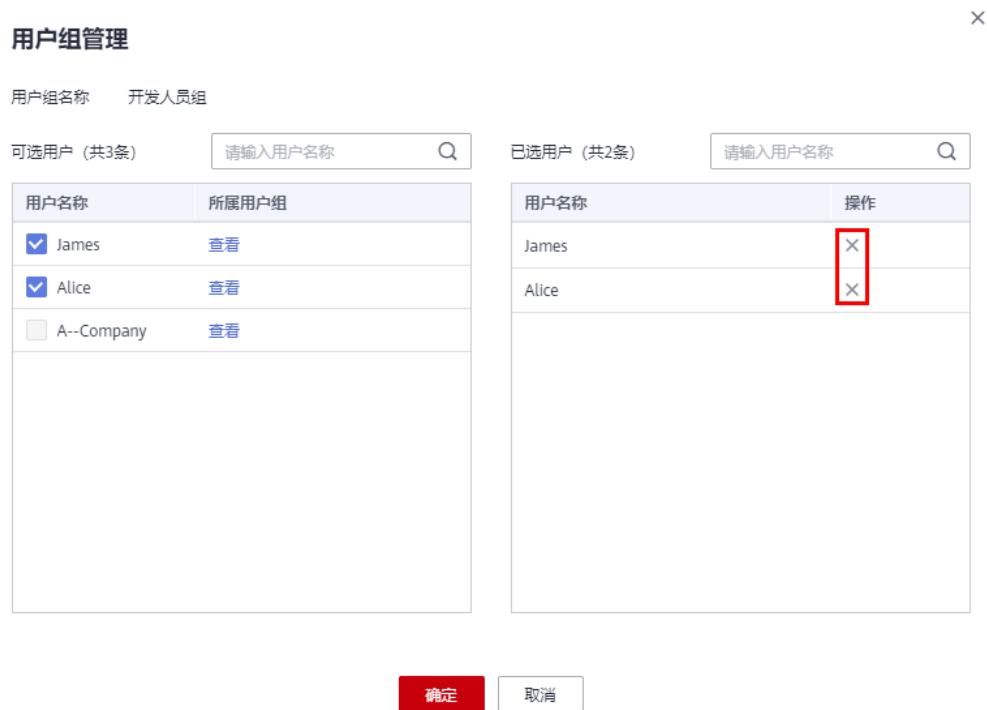 用户组管理
用户组名称 开发人员组
可选用户（共3条） 请输入用户名称
用户名称 所属用户组
James 查看
Alice 查看
A--Company 查看
已选用户（共2条） 请输入用户名称
用户名称 操作
James
Alice
确定 取消